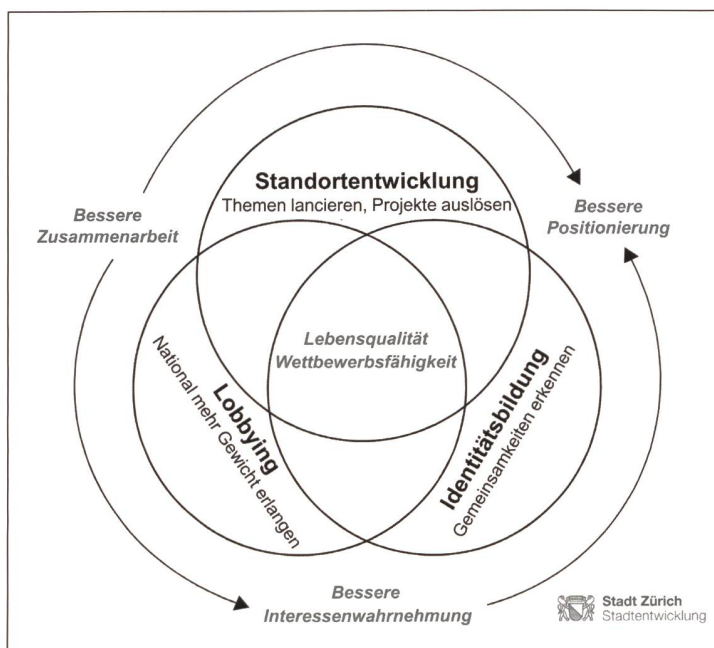 Standortentwicklung
Themen lancieren, Projekte auslösen
Bessere
Zusammenarbeit
Bessere
Positionierung
Lebensqualität
Wettbewerbsfähigkeit
Lobbying
National mehr Gewicht erlangen
Identitätsbildung
Gemeinsamkeiten erkennen
Bessere
Interessenwahrnehmung
Stadt Zürich
Stadtentwicklung